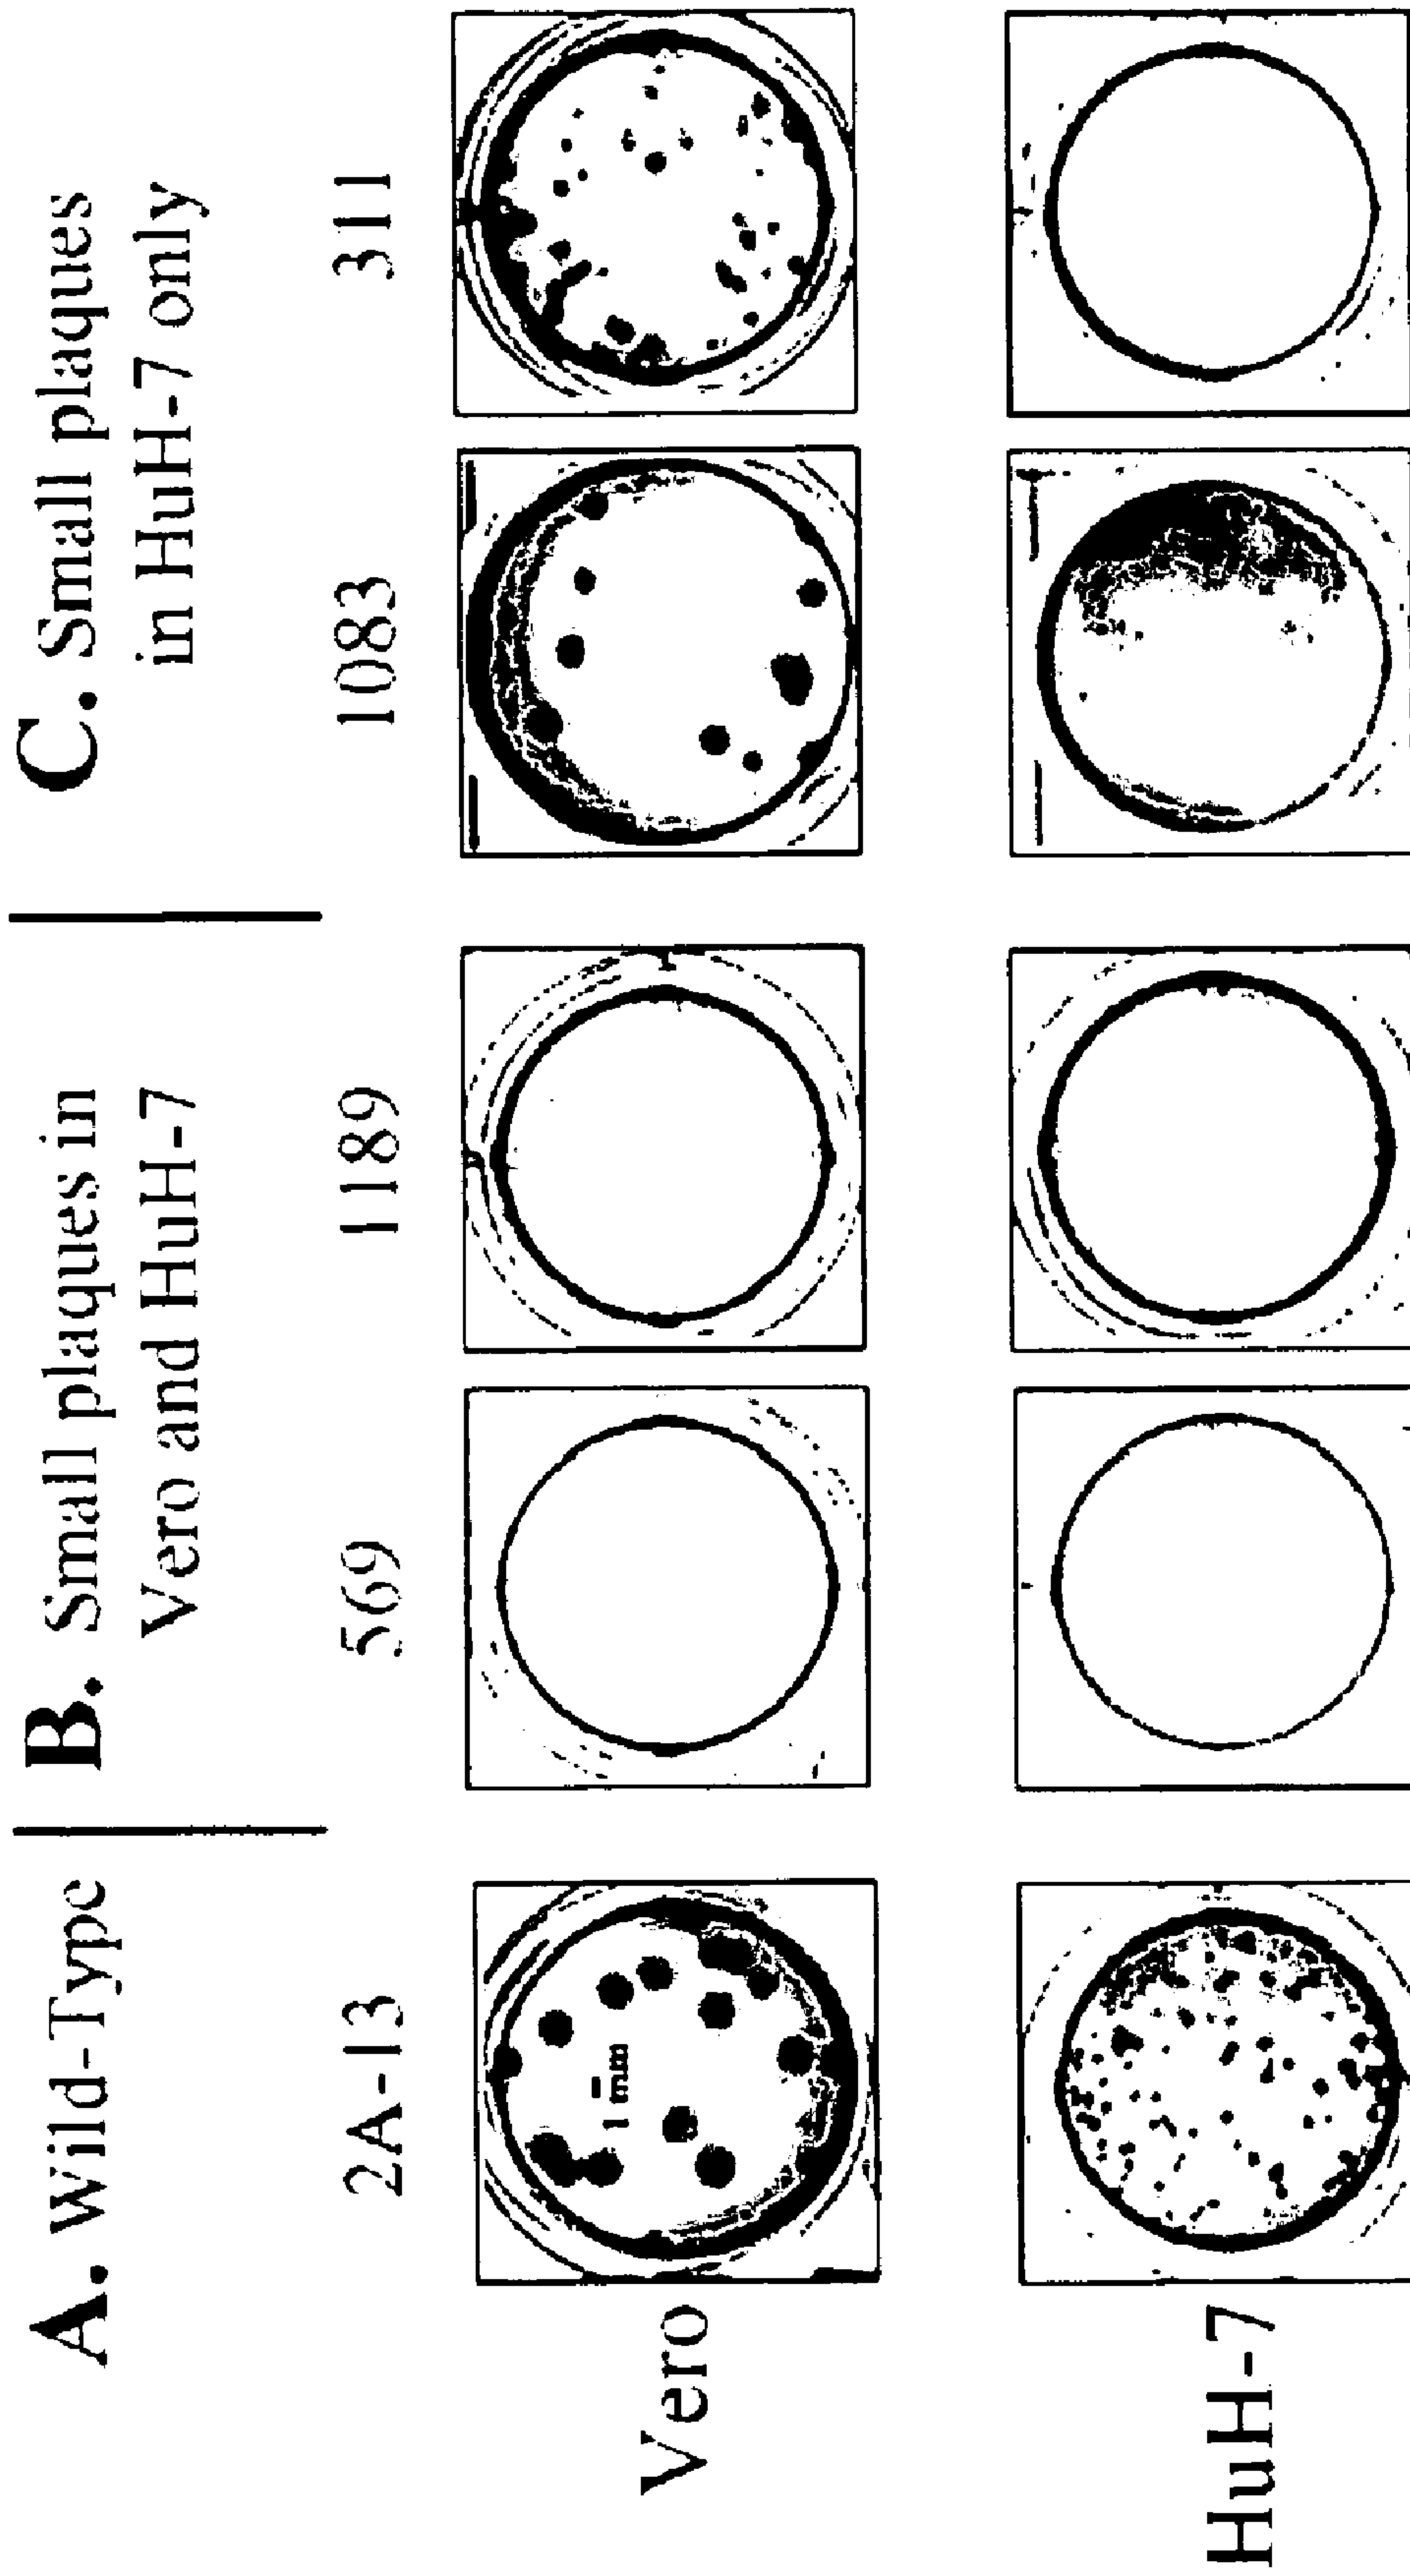 A. Wild-Type
B. Small plaques in
Vero and HuH-7
C. Small plaques
in HuH-7 only
2A-13
569
1189
1083
311
Vero
1 mm
HuH-7